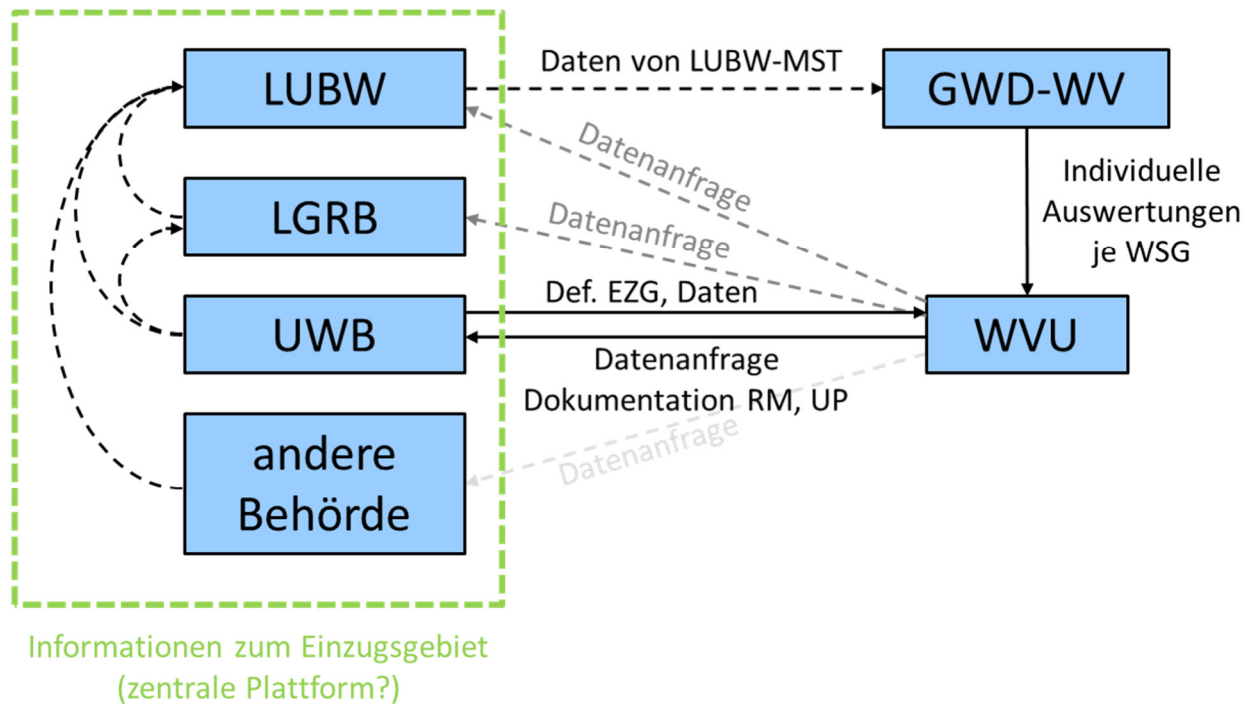 LUBW
Daten von LUBW-MST
GWD-WV
Datenanfrage
Individuelle
Auswertungen
je WSG
LGRB
Datenanfrage
UWB
Def. EZG, Daten
WVU
Datenanfrage
Dokumentation RM, UP
Datenanfrage
andere
Behörde
Informationen zum Einzugsgebiet
(zentrale Plattform?)